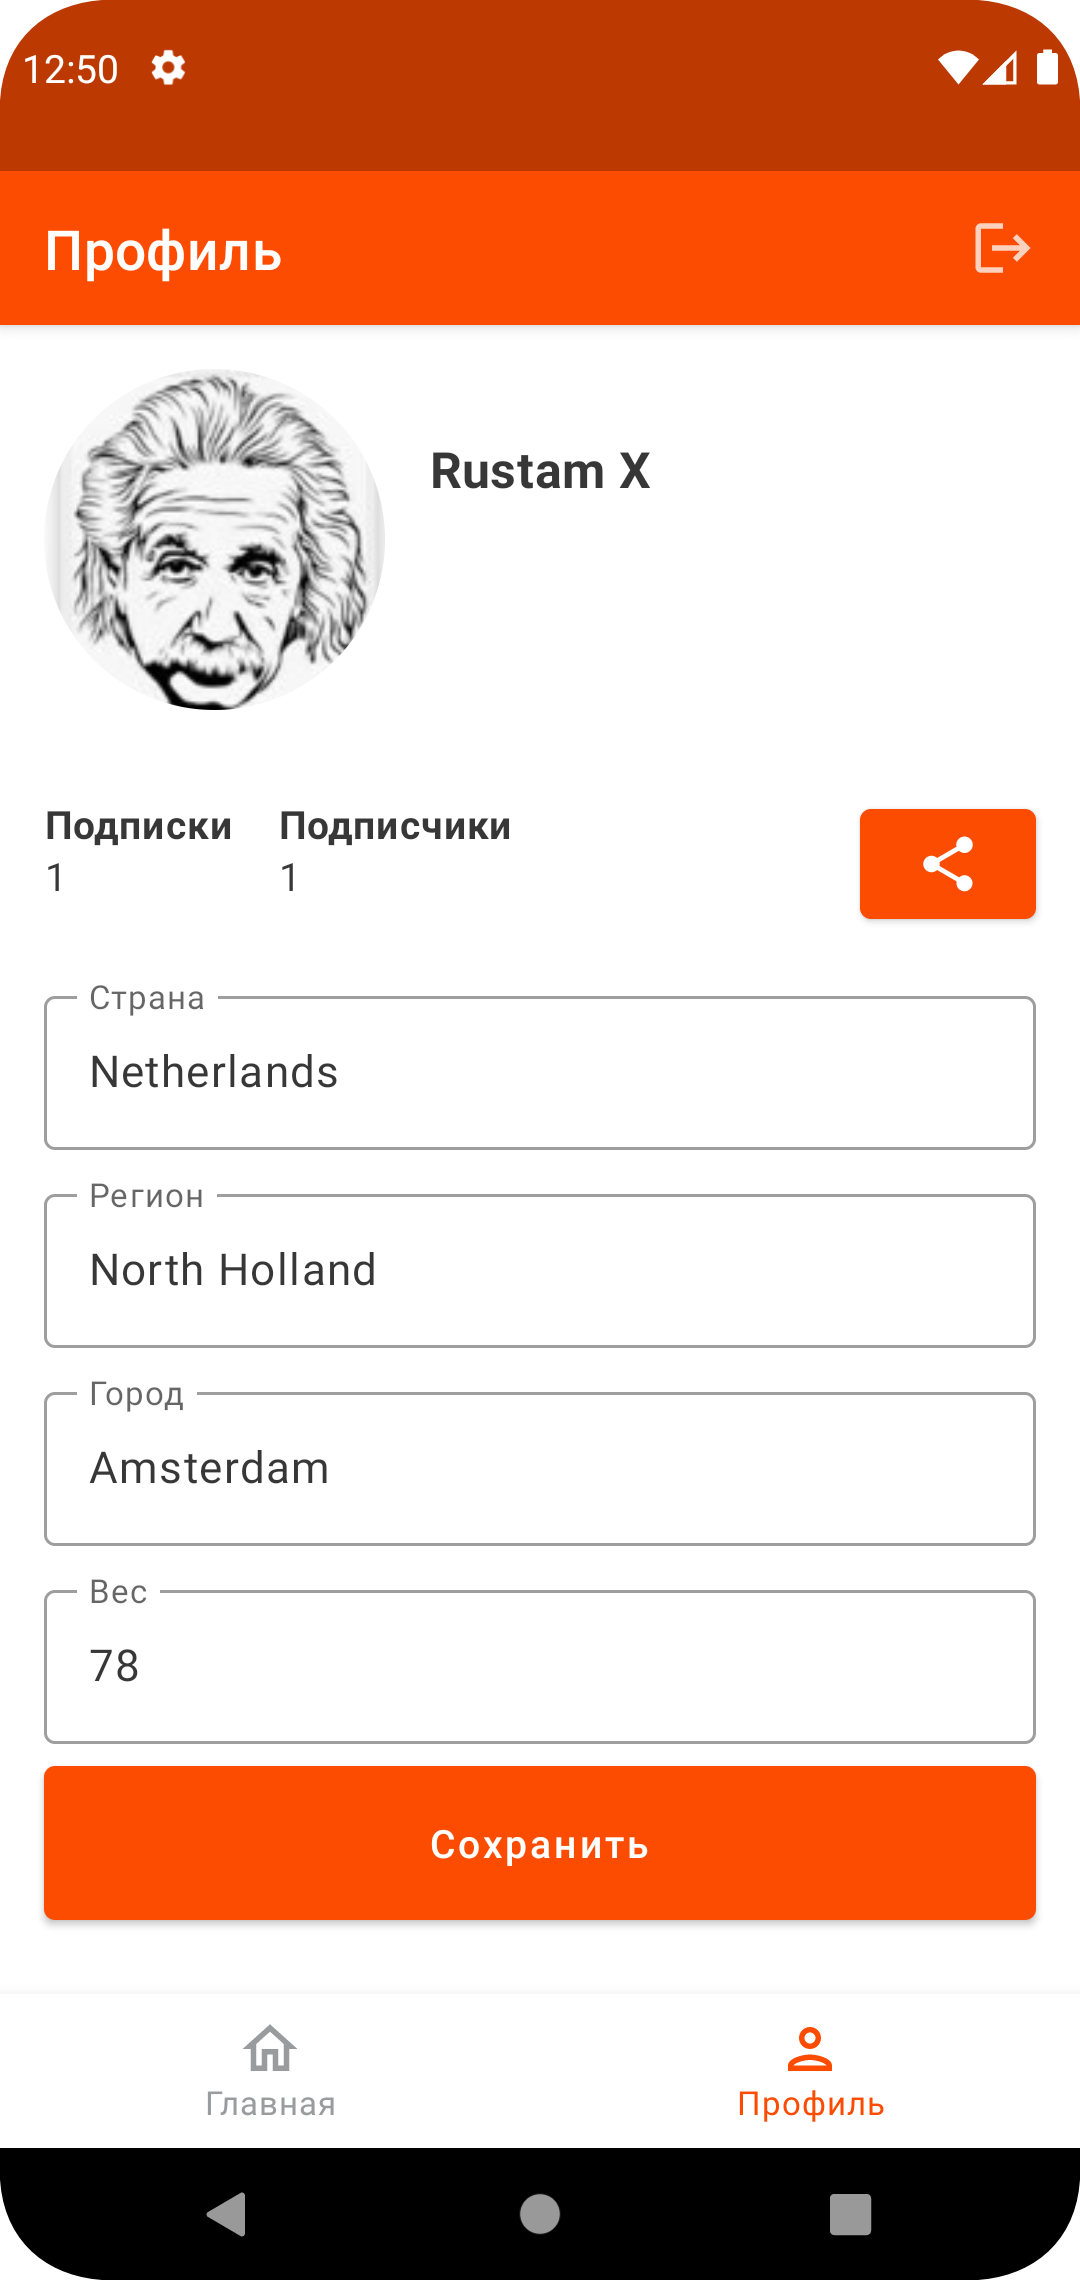 12:50
Профиль
Rustam X
Подписки Подписчики
1 1
Страна
Netherlands
Регион
North Holland
Город
Amsterdam
Вес
78
Сохранить
Главная Профиль